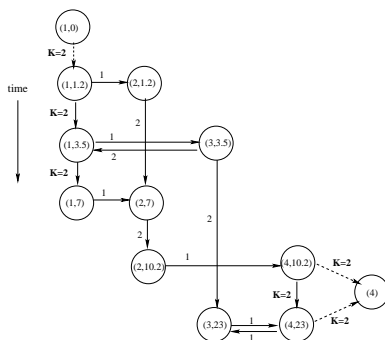 (1,0)
K=2
(1,1.2) 1 (2,1.2)
time
K=2
2
(1,3.5) 1 (3,3.5)
2
K=2
2
(1,7) 1 (2,7)
2
(2,10.2) 1 (4,10.2) K=2
K=2
(4)
K=2
(3,23) 1 (4,23)
1